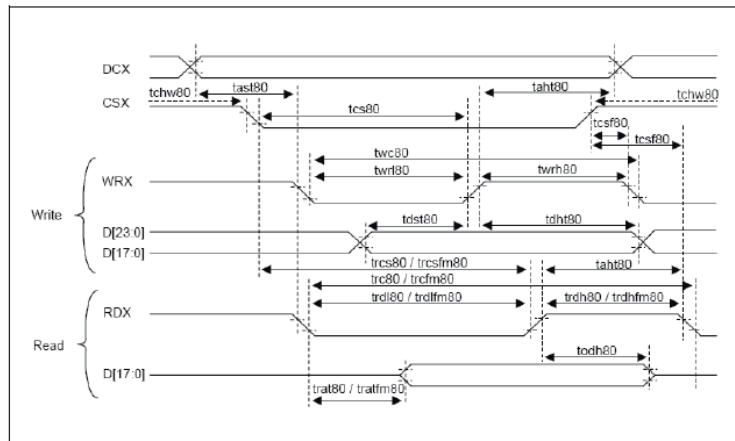 DCX
tchw80 tast80 taht80 tchw80
CSX
tcs80
tcsf80
tcsf80
twc80
WRX twrl80 twrh80
Write
D[23:0] tdst80 tdht80
D[17:0]
trcs80 / trcsfm80 taht80
trc80 / trcfm80
trdl80 / trdlfm80 trdh80 / trdhfm80
RDX
Read
todh80
D[17:0]
trat80 / tratfm80